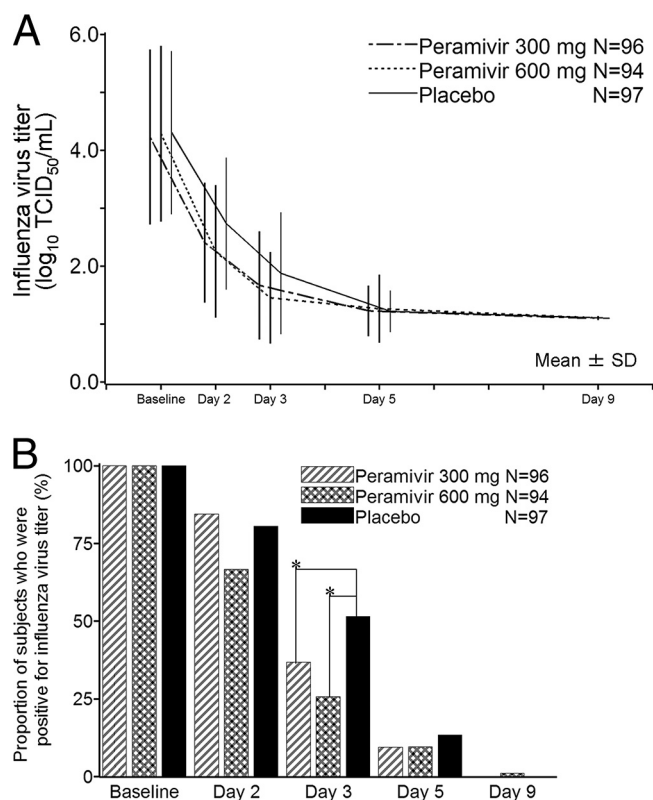 A
6.0
4.0
2.0
0.0
Influenza virus titer
(log10 TCID50/mL)
Peramivir 300 mg N=96
Peramivir 600 mg N=94
Placebo N=97
Mean ± SD
Baseline Day 2 Day 3 Day 5 Day 9
B
100
75
50
25
0
Proportion of subjects who were
positive for influenza virus titer (%)
Peramivir 300 mg N=96
Peramivir 600 mg N=94
Placebo N=97
*
*
Baseline Day 2 Day 3 Day 5 Day 9